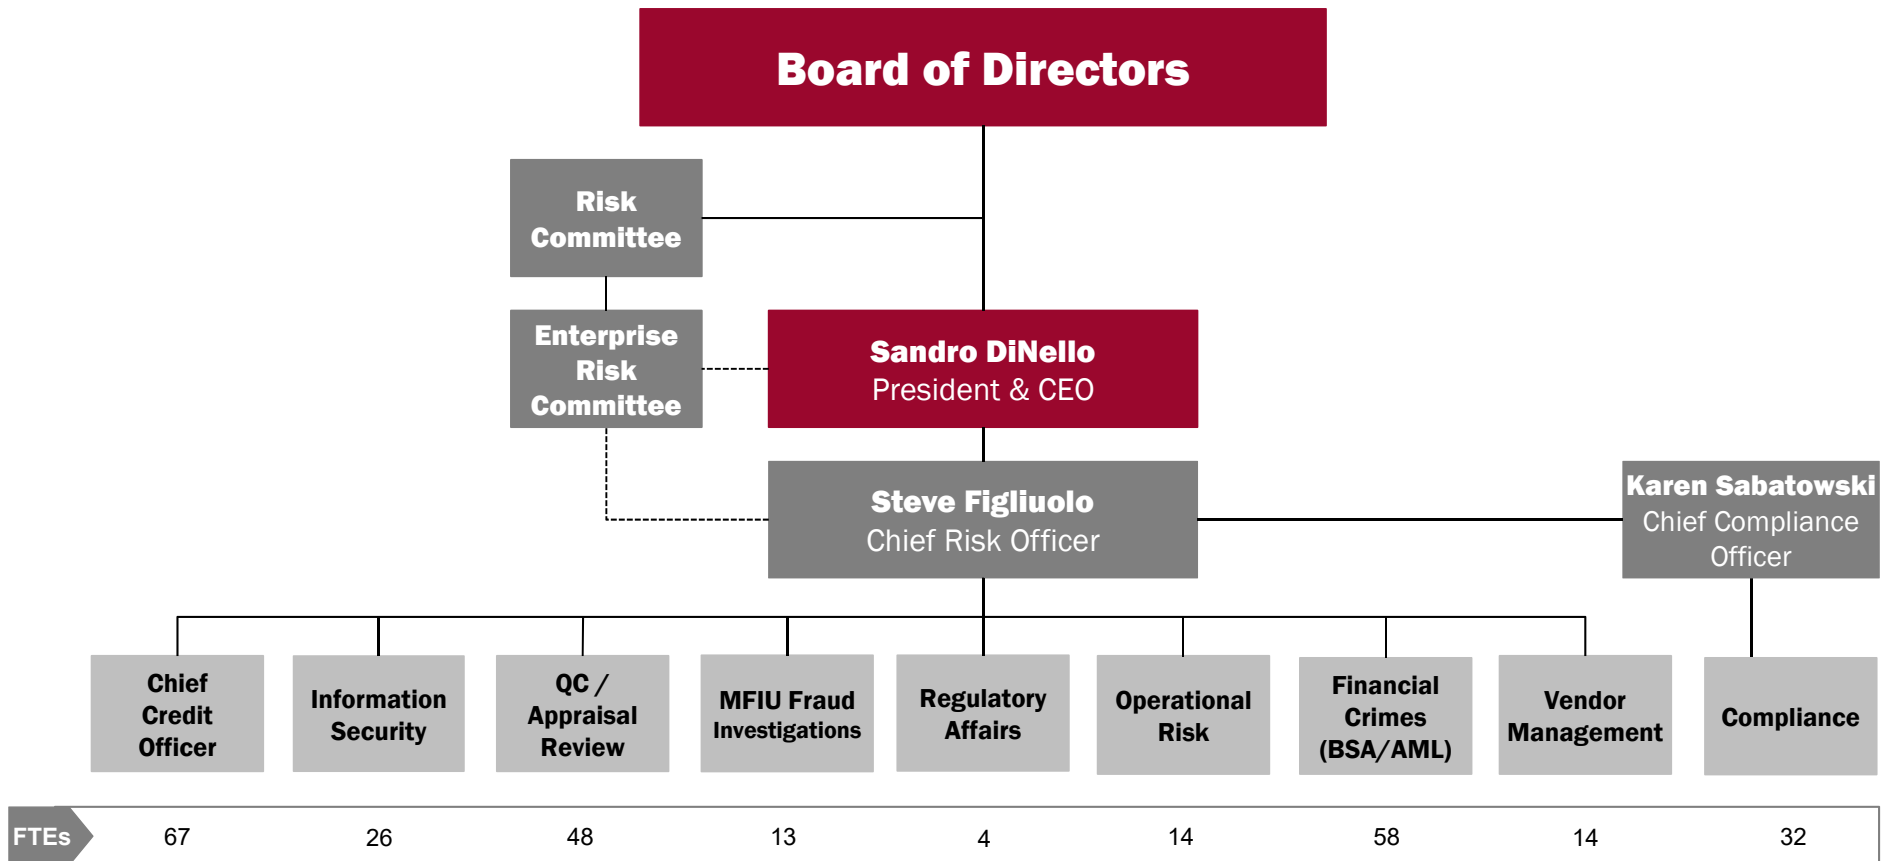 Board of Directors
Risk
Committee
Enterprise
Risk
Committee
Sandro DiNello
President & CEO
Steve Figliuolo
Chief Risk Officer
Karen Sabatowski
Chief Compliance
Officer
Chief
Credit
Officer
Information
Security
QC /
Appraisal
Review
MFIU Fraud
Investigations
Regulatory
Affairs
Operational
Risk
Financial
Crimes
(BSA/AML)
Vendor
Management
Compliance
FTEs 67 26 48 13 4 14 58 14 32